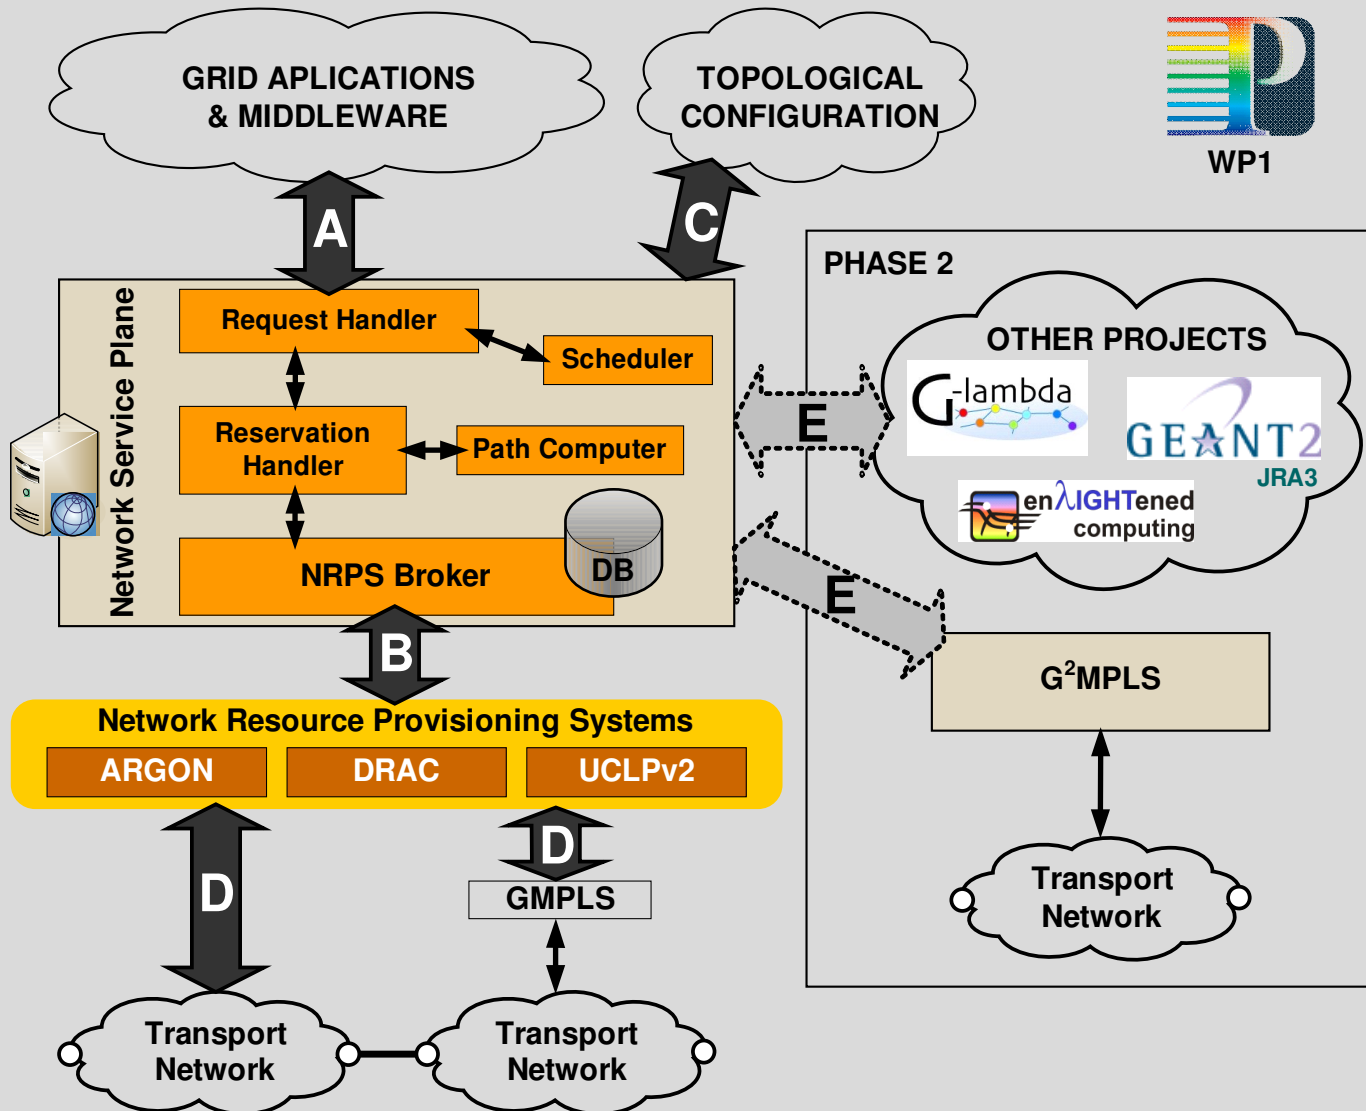 GRID APLICATIONS
& MIDDLEWARE
TOPOLOGICAL
CONFIGURATION
WP1
A
C
PHASE 2
Network Service Plane
Request Handler
Scheduler
Reservation
Handler
Path Computer
NRPS Broker
DB
E
OTHER PROJECTS
G-lambda
GEANT2
JRA3
enλIGHTened
computing
E
G²MPLS
B
Network Resource Provisioning Systems
ARGON
DRAC
UCLPv2
D
D
GMPLS
Transport
Network
Transport
Network
Transport
Network